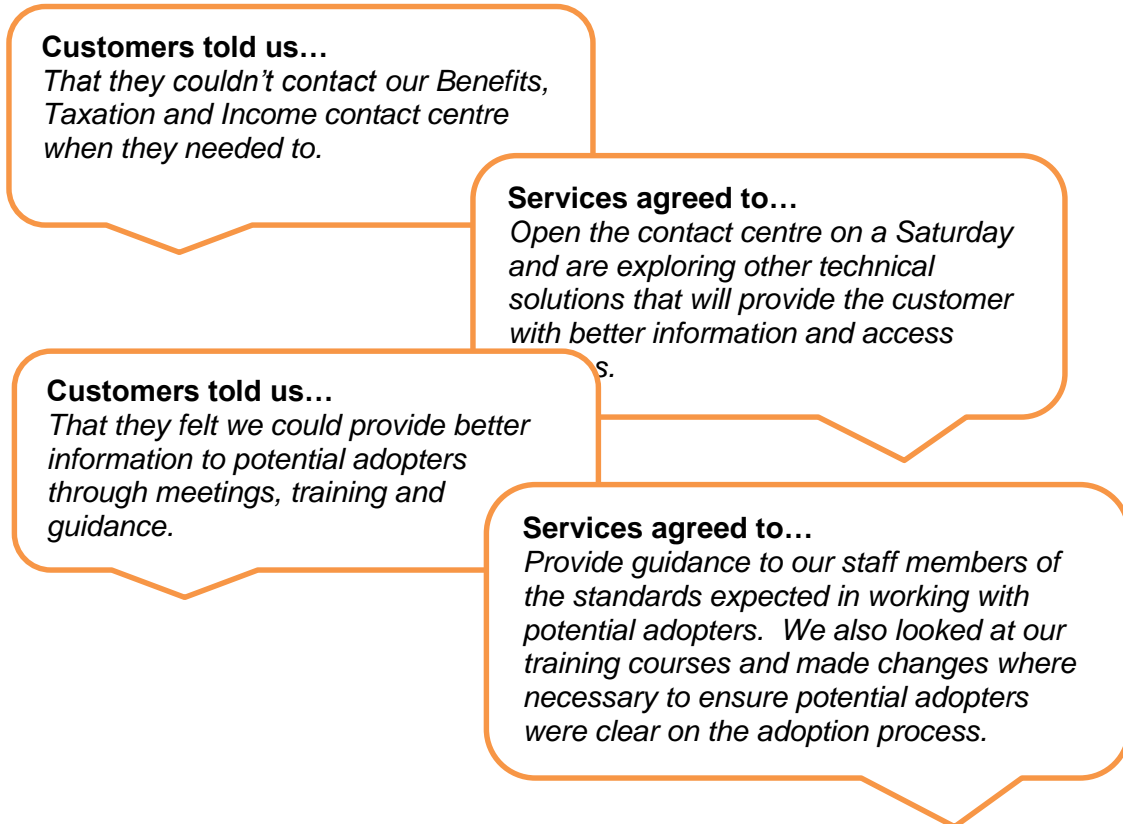 Customers told us…
That they couldn’t contact our Benefits,
Taxation and Income contact centre
when they needed to.
Services agreed to…
Open the contact centre on a Saturday
and are exploring other technical
solutions that will provide the customer
with better information and access
Customers told us…
That they felt we could provide better
information to potential adopters
through meetings, training and
guidance.
Services agreed to…
Provide guidance to our staff members of
the standards expected in working with
potential adopters.  We also looked at our
training courses and made changes where
necessary to ensure potential adopters
were clear on the adoption process.